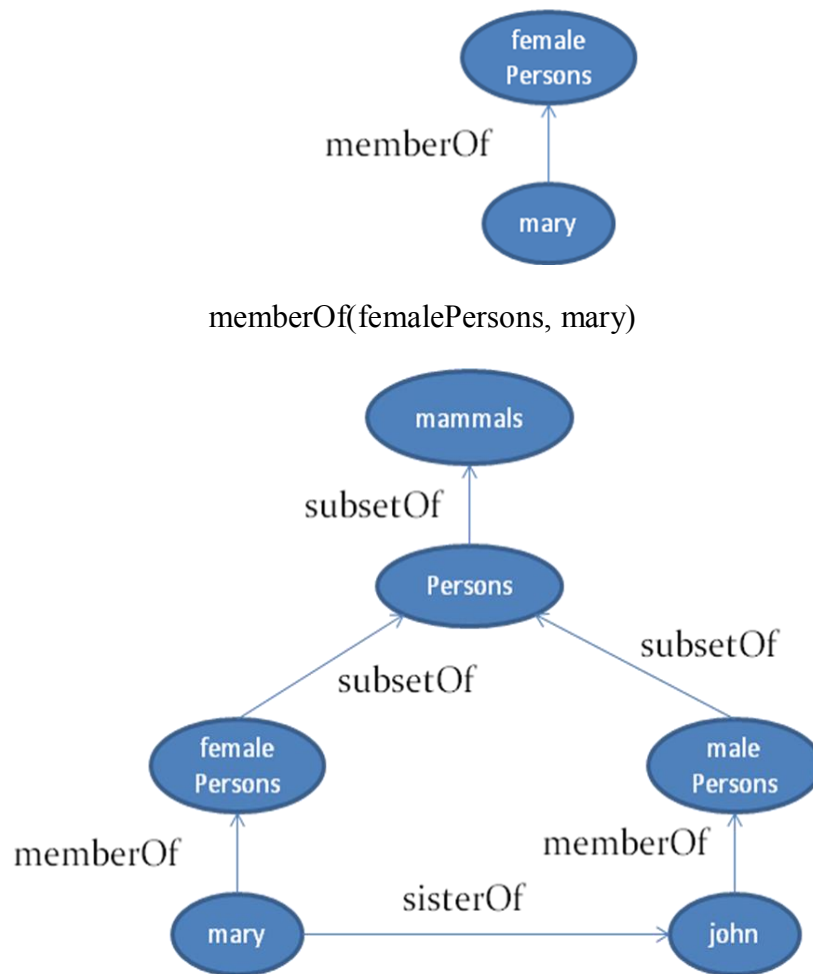 female
Persons
memberOf
mary
memberOf(femalePersons, mary)
mammals
subsetOf
Persons
subsetOf
subsetOf
female
Persons
male
Persons
memberOf
memberOf
sisterOf
mary
john